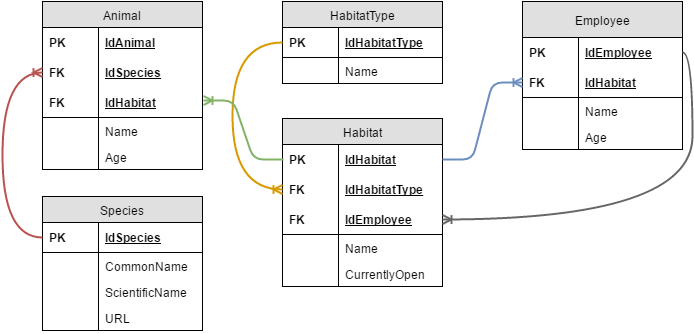 Animal
PK IdAnimal
FK IdSpecies
FK IdHabitat
Name
Age
Species
PK IdSpecies
CommonName
ScientificName
URL
HabitatType
PK IdHabitatType
Name
Habitat
PK IdHabitat
FK IdHabitatType
FK IdEmployee
Name
CurrentlyOpen
Employee
PK IdEmployee
FK IdHabitat
Name
Age